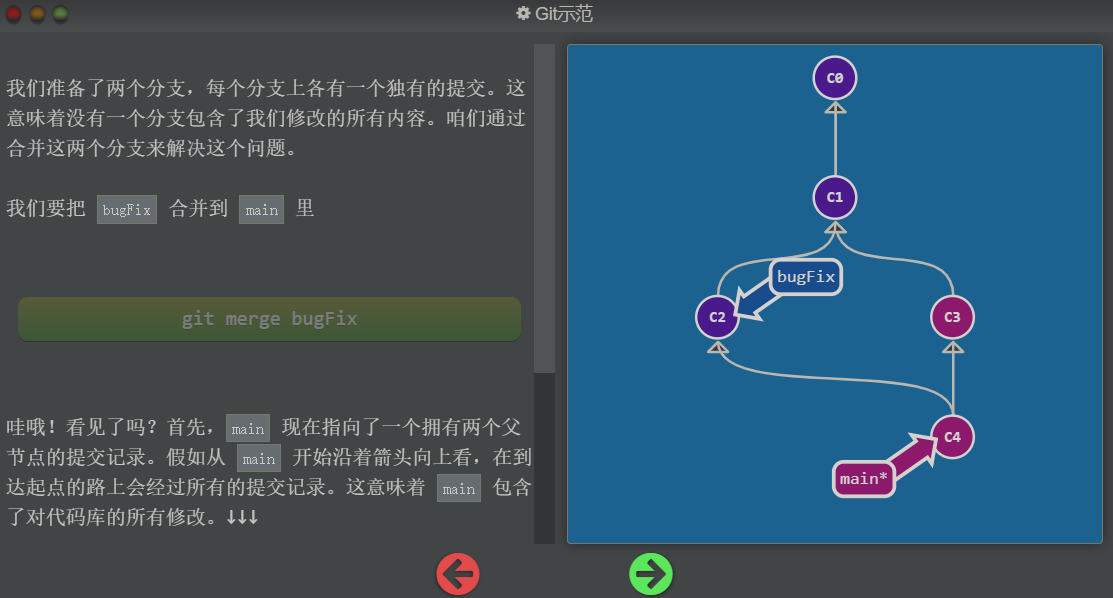 Git示范
我们准备了两个分支，每个分支上各有一个独有的提交。这
意味着没有一个分支包含了我们修改的所有内容。咱们通过
合并这两个分支来解决这个问题。
我们要把 bugFix 合并到 main 里
git merge bugFix
哇哦！看见了吗？首先，main 现在指向了一个拥有两个父
节点的提交记录。假如从 main 开始沿着箭头向上看，在到
达起点的路上会经过所有的提交记录。这意味着 main 包含
了对代码库的所有修改。↓↓↓
C0
C1
bugFix
C2
C3
C4
main*